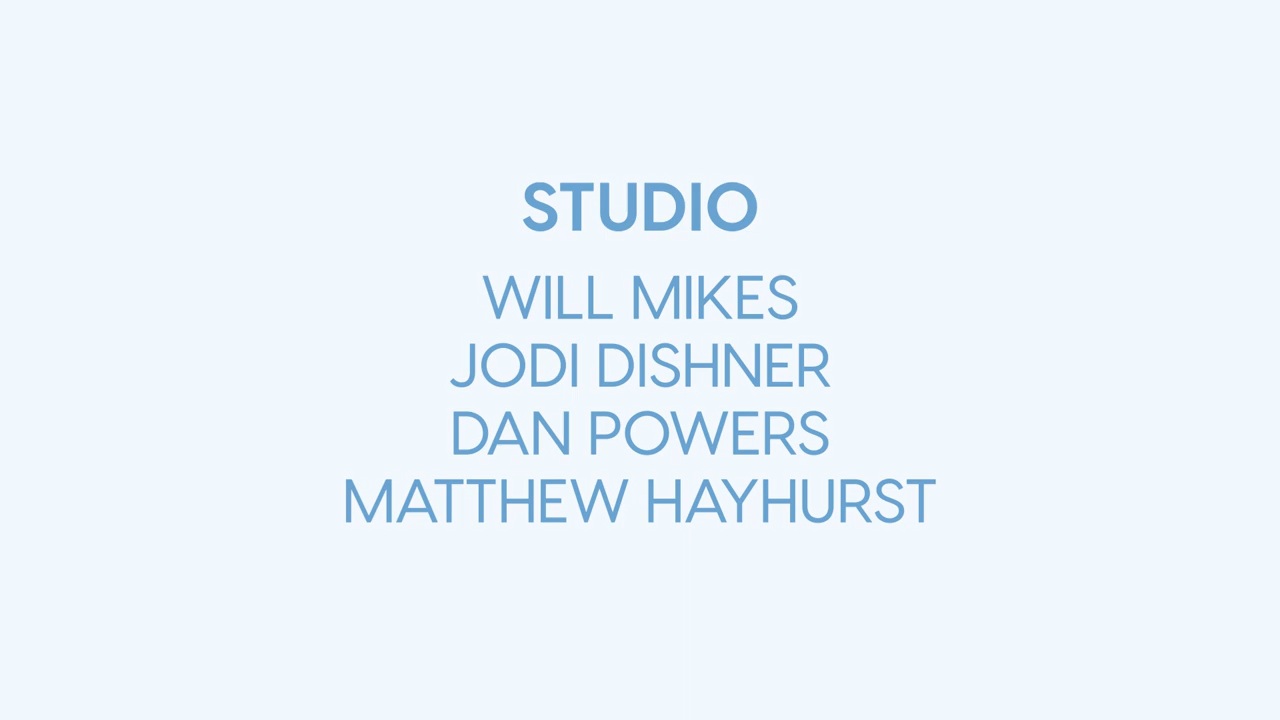 STUDIO
WILL MIKES
JODI DISHNER
DAN POWERS
MATTHEW HAYHURST